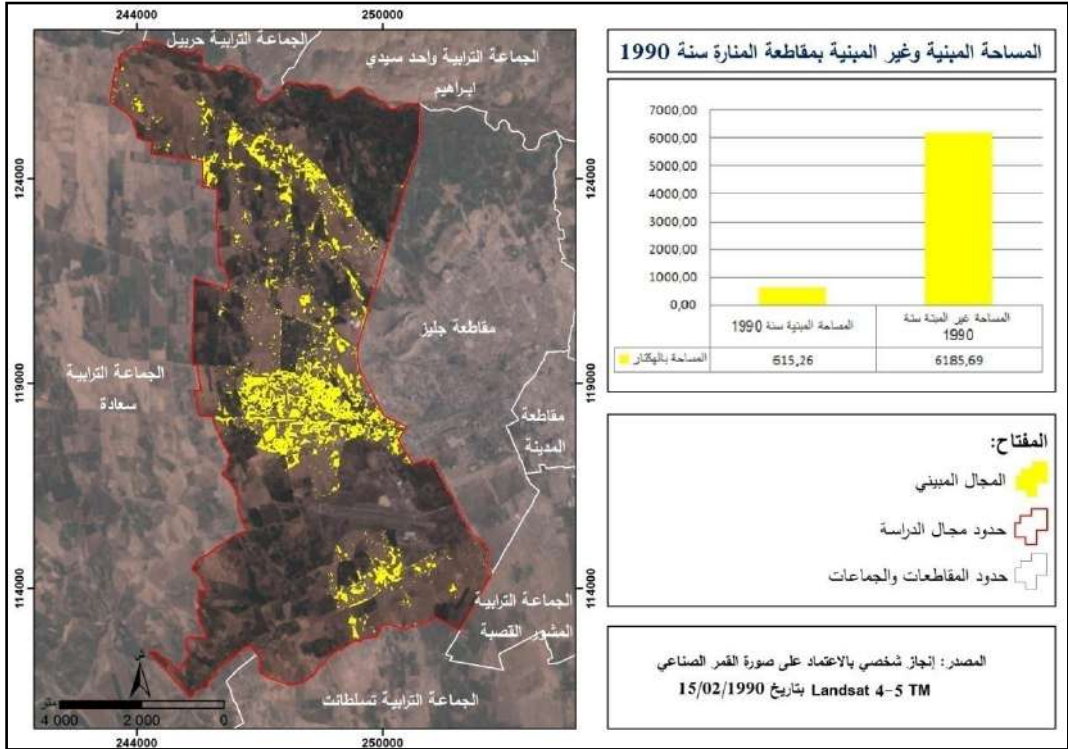 المساحة المبنية وغير المبنية بمقاطعة المنارة سنة 1990
7000,00
6000,00
5000,00
4000,00
3000,00
2000,00
1000,00
0,00
المساحة المبنية سنة 1990
المساحة غير المبنة سنة
1990
المساحة بالهكتار
615,26
6185,69
المفتاح:
المجال المبيني
حدود مجال الدراسة
حدود المقاطعات والجماعات
المصدر: إنجاز شخصي بالاعتماد على صورة القمر الصناعي
Landsat 4-5 TM بتاريخ 15/02/1990
244000
250000
الجماعة الترابية حربيل
الجماعة الترابية واحد سيدي
ابراهيم
124000
124000
مقاطعة جليز
الجماعة الترابية
سعادة
119000
119000
مقاطعة
المدينة
114000
114000
الجماعة الترابية
المشور القصبة
الجماعة الترابية تسلطانت
ش
متر
4 000
2 000
0
244000
250000